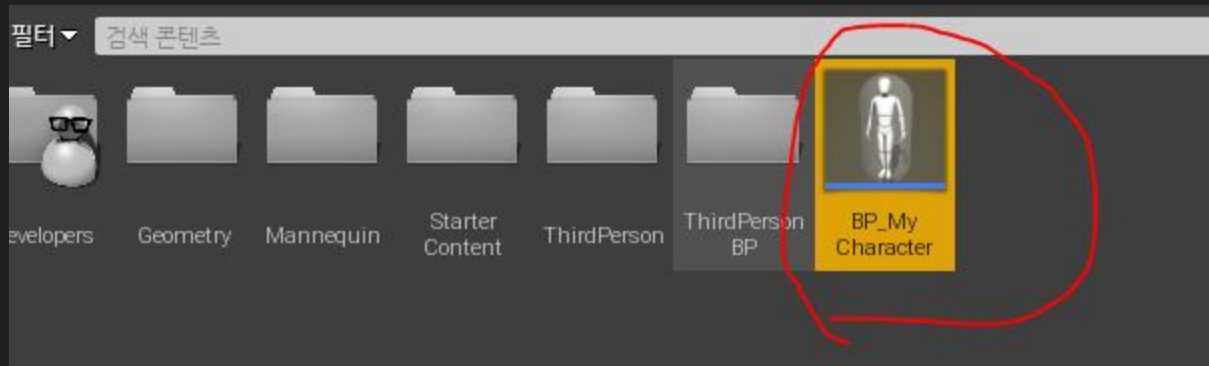 필터
검색 콘텐츠
evelopers
Geometry
Mannequin
Starter
Content
ThirdPerson
ThirdPerson
BP
BP_My
Character